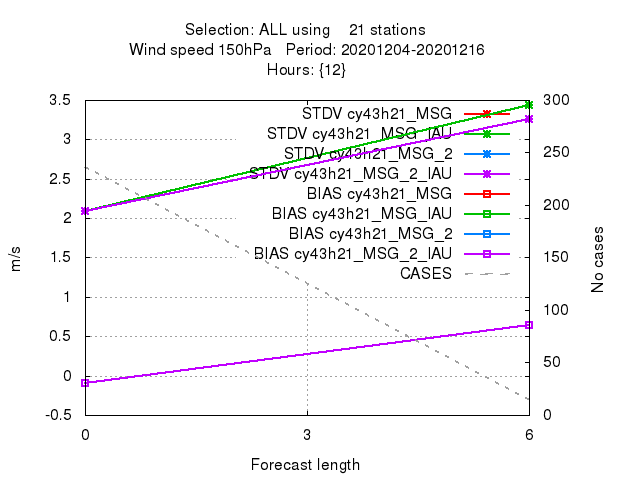 Selection: ALL using 21 stations
Wind speed 150hPa Period: 20201204-20201216
Hours: {12}
3.5
3
2.5
2
1.5
1
0.5
0
-0.5
m/s
STDV cy43h21_MSG
STDV cy43h21_MSG_IAU
STDV cy43h21_MSG_2
STDV cy43h21_MSG_2_IAU
BIAS cy43h21_MSG
BIAS cy43h21_MSG_IAU
BIAS cy43h21_MSG_2
BIAS cy43h21_MSG_2_IAU
CASES
300
250
200
150
100
50
0
No cases
0 3 6
Forecast length